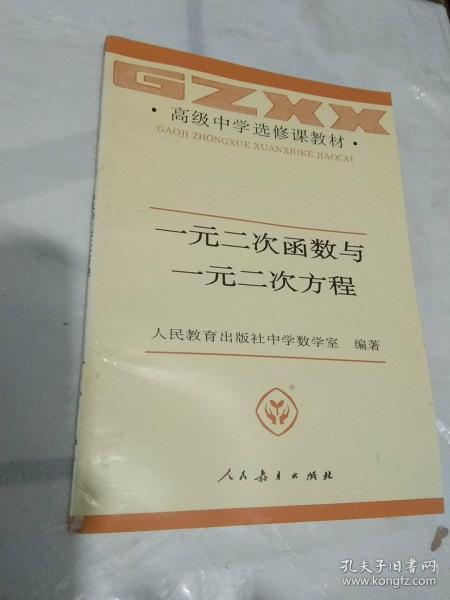 GZXX
·高级中学选修课教材·
GAOJI ZHONGXUE XUANXIUKE JIAOCAI
一元二次函数与
一元二次方程
人民教育出版社中学数学室 编著
®
人民教育出版社
孔夫子旧书网
www.kongfz.com